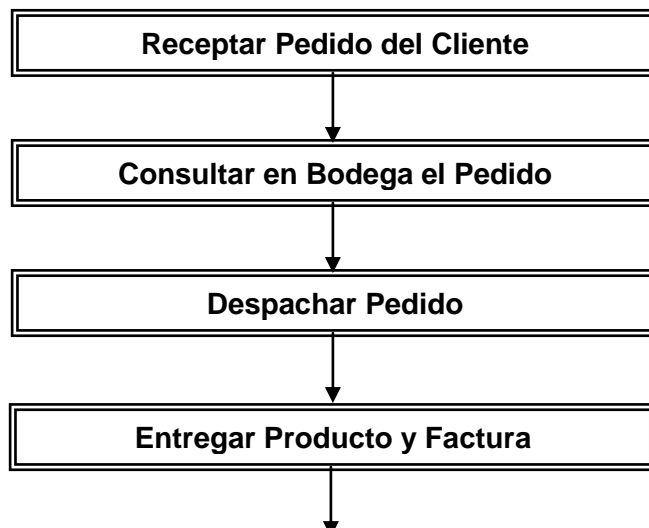 Receptar Pedido del Cliente
Consultar en Bodega el Pedido
Despachar Pedido
Entregar Producto y Factura